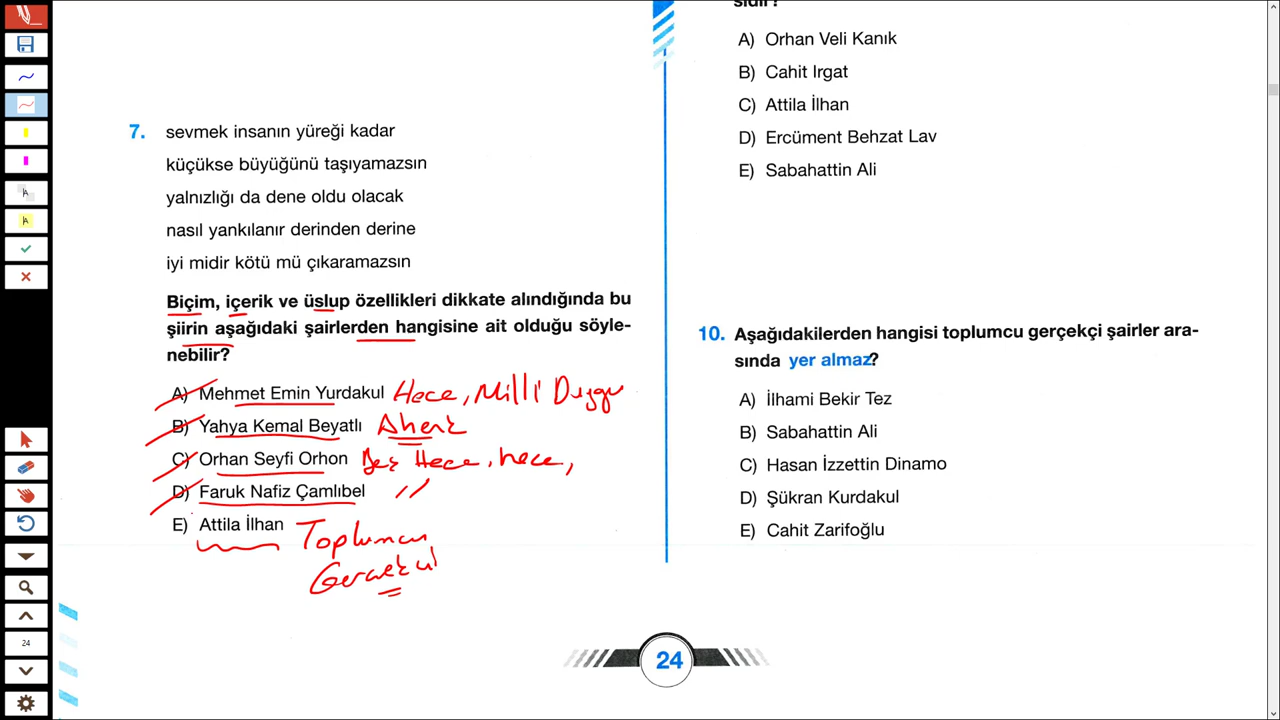 7. sevmek insanın yüreği kadar
küçükse büyüğünü taşıyamazsın
yalnızlığı da dene oldu olacak
nasıl yankılanır derinden derine
iyi midir kötü mü çıkaramazsın
Biçim, içerik ve üslup özellikleri dikkate alındığında bu
şiirin aşağıdaki şairlerden hangisine ait olduğu söyle-
nebilir?
A) Mehmet Emin Yurdakul Hece, Milli Duygu
B) Yahya Kemal Beyatlı Ahenk
C) Orhan Seyfi Orhon Beş Hece, hece,
D) Faruk Nafiz Çamlıbel "
E) Attila İlhan Toplumcu
Gerçekçi
sıdır?
A) Orhan Veli Kanık
B) Cahit Irgat
C) Attila İlhan
D) Ercüment Behzat Lav
E) Sabahattin Ali
10. Aşağıdakilerden hangisi toplumcu gerçekçi şairler ara-
sında yer almaz?
A) İlhami Bekir Tez
B) Sabahattin Ali
C) Hasan İzzettin Dinamo
D) Şükran Kurdakul
E) Cahit Zarifoğlu
24
24